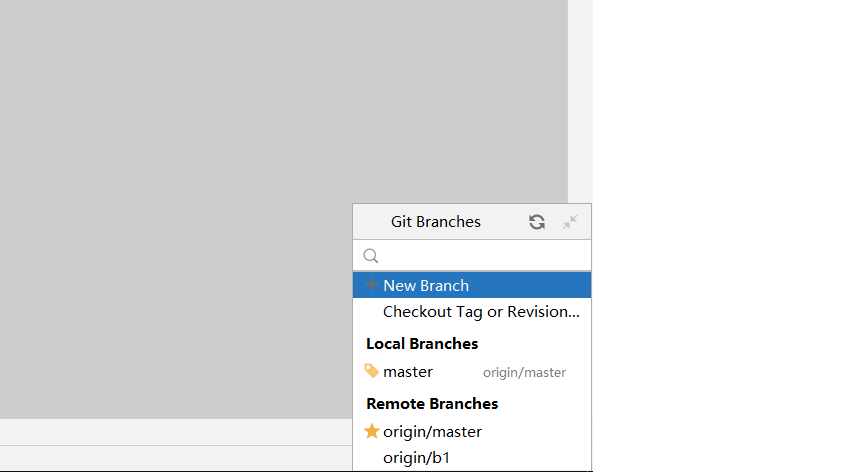 Git Branches
New Branch
Checkout Tag or Revision...
Local Branches
master origin/master
Remote Branches
origin/master
origin/b1